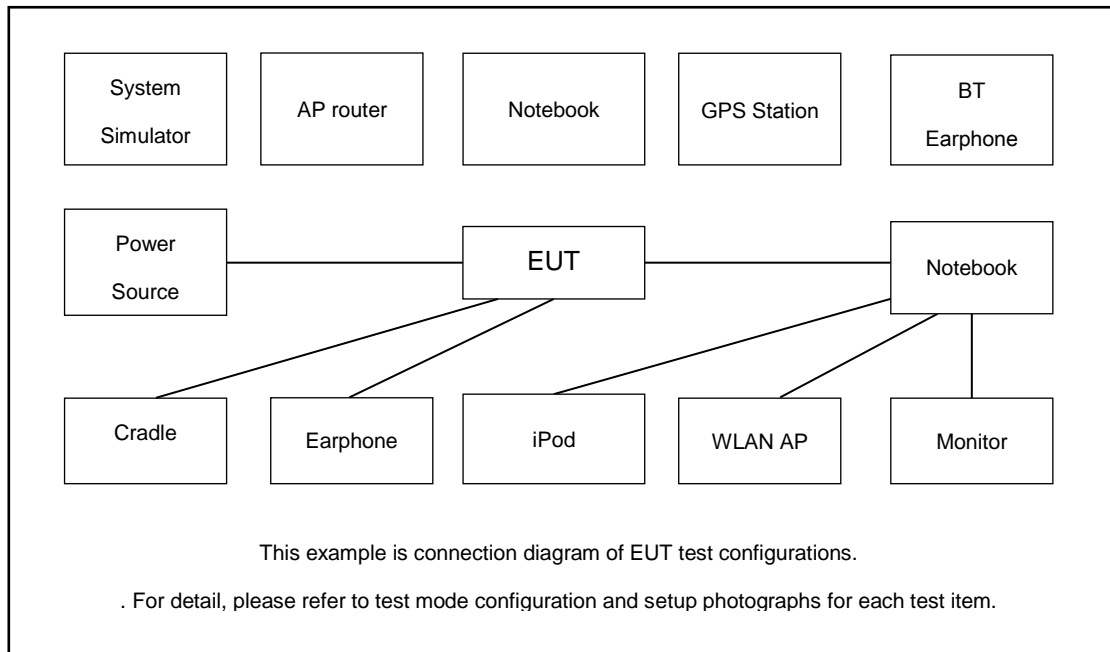 System
Simulator
AP router
Notebook
GPS Station
BT
Earphone
Power
Source
EUT
Notebook
Cradle
Earphone
iPod
WLAN AP
Monitor
This example is connection diagram of EUT test configurations.
. For detail, please refer to test mode configuration and setup photographs for each test item.